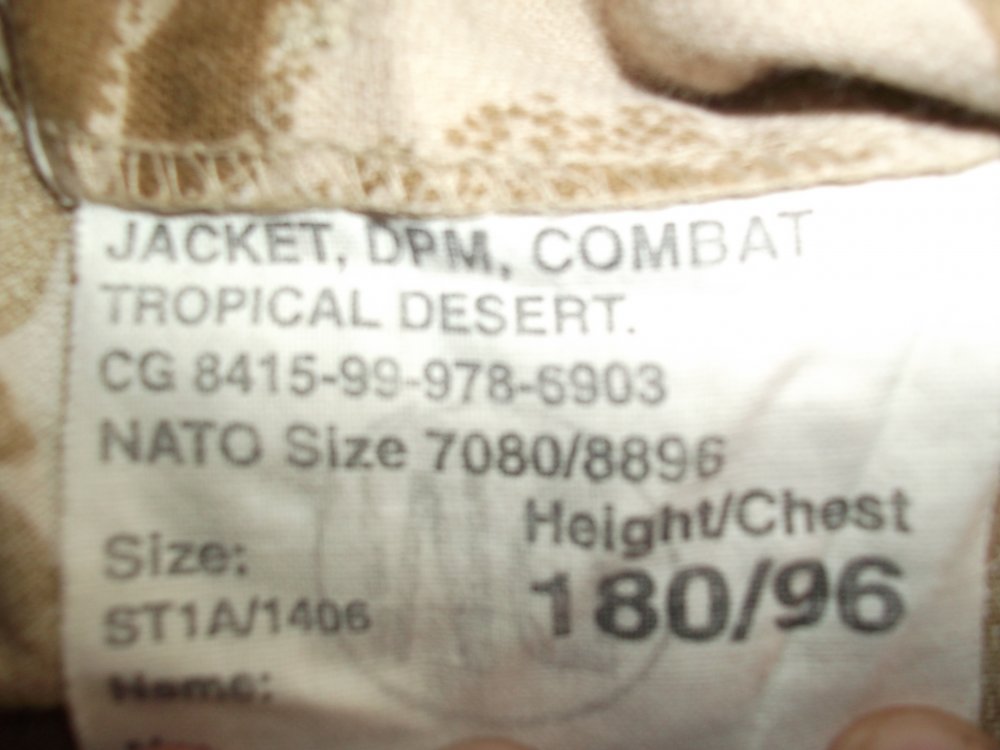 JACKET, DPM, COMBAT
TROPICAL DESERT.
CG 8415-99-978-6903
NATO Size 7080/8896
Height/Chest
Size:
180/96
ST1A/1406
Name: